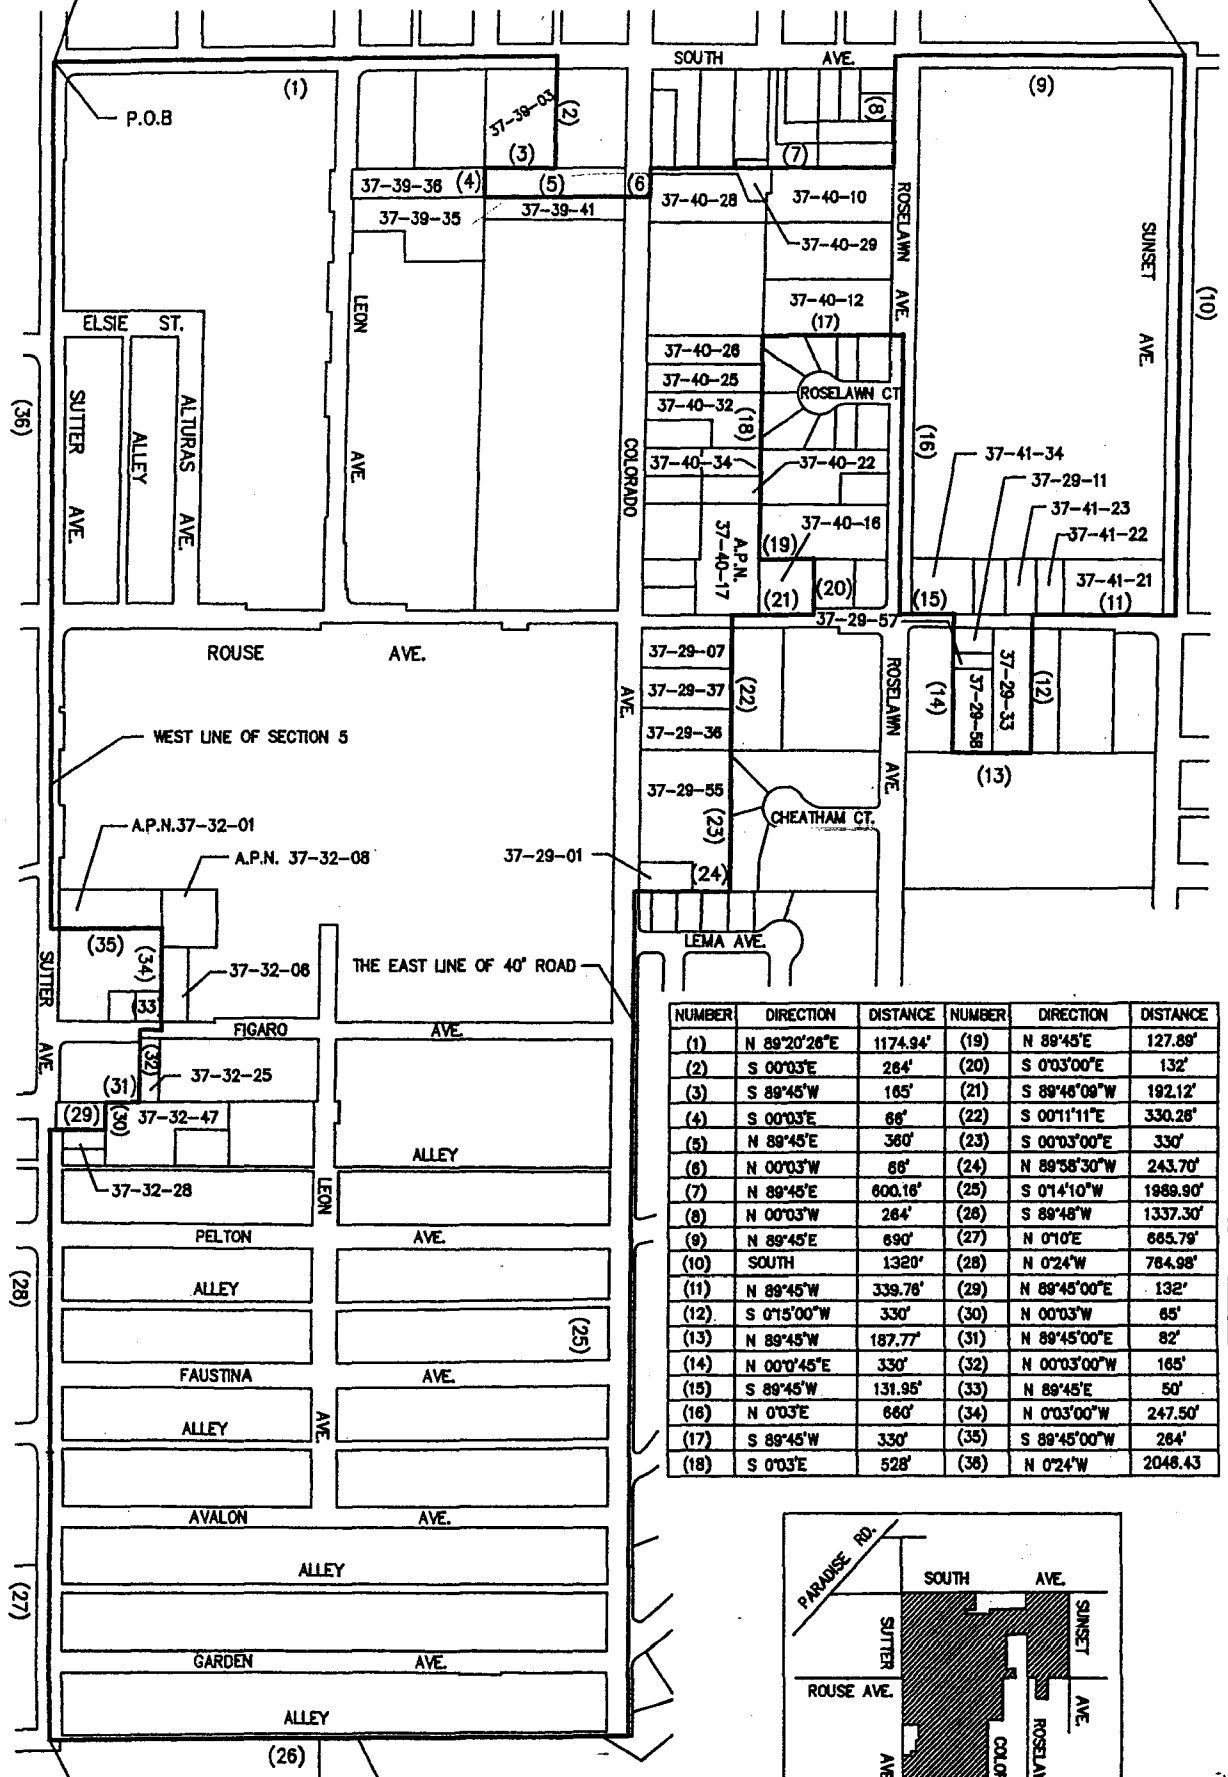 SOUTH AVE.
(1)
(9)
P.O.B
37-39-03
(2)
(8)
(3)
(7)
37-39-36
(4)
(5)
(6)
37-40-28
37-40-10
37-39-35
37-39-41
37-40-29
ROSELAWN AVE.
SUNSET AVE.
(10)
37-40-12
(17)
LEON AVE.
ELSIE ST.
37-40-26
37-40-25
ROSELAWN CT
37-40-32
(18)
(36)
SUTTER AVE.
ALLEY
ALTURAS AVE.
COLORADO AVE.
(16)
37-41-34
37-40-34
37-40-22
37-29-11
37-41-23
37-41-22
37-40-16
A.P.N.
37-40-17
(19)
(20)
(21)
(15)
37-41-21
(11)
37-29-57
ROUSE AVE.
37-29-07
37-29-37
(22)
37-29-36
ROSELAWN AVE.
(14)
37-29-58
37-29-33
(12)
(13)
WEST LINE OF SECTION 5
37-29-55
(23)
CHEATHAM CT.
A.P.N.37-32-01
A.P.N. 37-32-08
37-29-01
(24)
(35)
(34)
LEMA AVE.
37-32-06
THE EAST LINE OF 40' ROAD
SUTTER AVE.
(33)
FIGARO AVE.
(32)
(31)
37-32-25
(29)
(30)
37-32-47
ALLEY
37-32-28
LEON AVE.
PELTON AVE.
(28)
ALLEY
(25)
FAUSTINA AVE.
ALLEY
AVALON AVE.
ALLEY
(27)
GARDEN AVE.
ALLEY
(26)
NUMBER DIRECTION DISTANCE NUMBER DIRECTION DISTANCE
(1) N 89°20'26"E 1174.94' (19) N 89°45'E 127.89'
(2) S 00°03'E 264' (20) S 0°03'00"E 132'
(3) S 89°45'W 165' (21) S 89°46'09"W 192.12'
(4) S 00°03'E 66' (22) S 00°11'11"E 330.26'
(5) N 89°45'E 360' (23) S 00°03'00"E 330'
(6) N 00°03'W 66' (24) N 89°58'30"W 243.70'
(7) N 89°45'E 600.16' (25) S 0°14'10"W 1989.90'
(8) N 00°03'W 264' (26) S 89°48'W 1337.30'
(9) N 89°45'E 690' (27) N 0°10'E 665.79'
(10) SOUTH 1320' (28) N 0°24'W 764.98'
(11) N 89°45'W 339.76' (29) N 89°45'00"E 132'
(12) S 0°15'00"W 330' (30) N 00°03'W 65'
(13) N 89°45'W 187.77' (31) N 89°45'00"E 82'
(14) N 00°0'45"E 330' (32) N 00°03'00"W 165'
(15) S 89°45'W 131.95' (33) N 89°45'E 50'
(16) N 0°03'E 660' (34) N 0°03'00"W 247.50'
(17) S 89°45'W 330' (35) S 89°45'00"W 264'
(18) S 0°03'E 528' (36) N 0°24'W 2046.43
PARADISE RD.
SOUTH AVE.
SUTTER
SUNSET AVE.
ROUSE AVE.